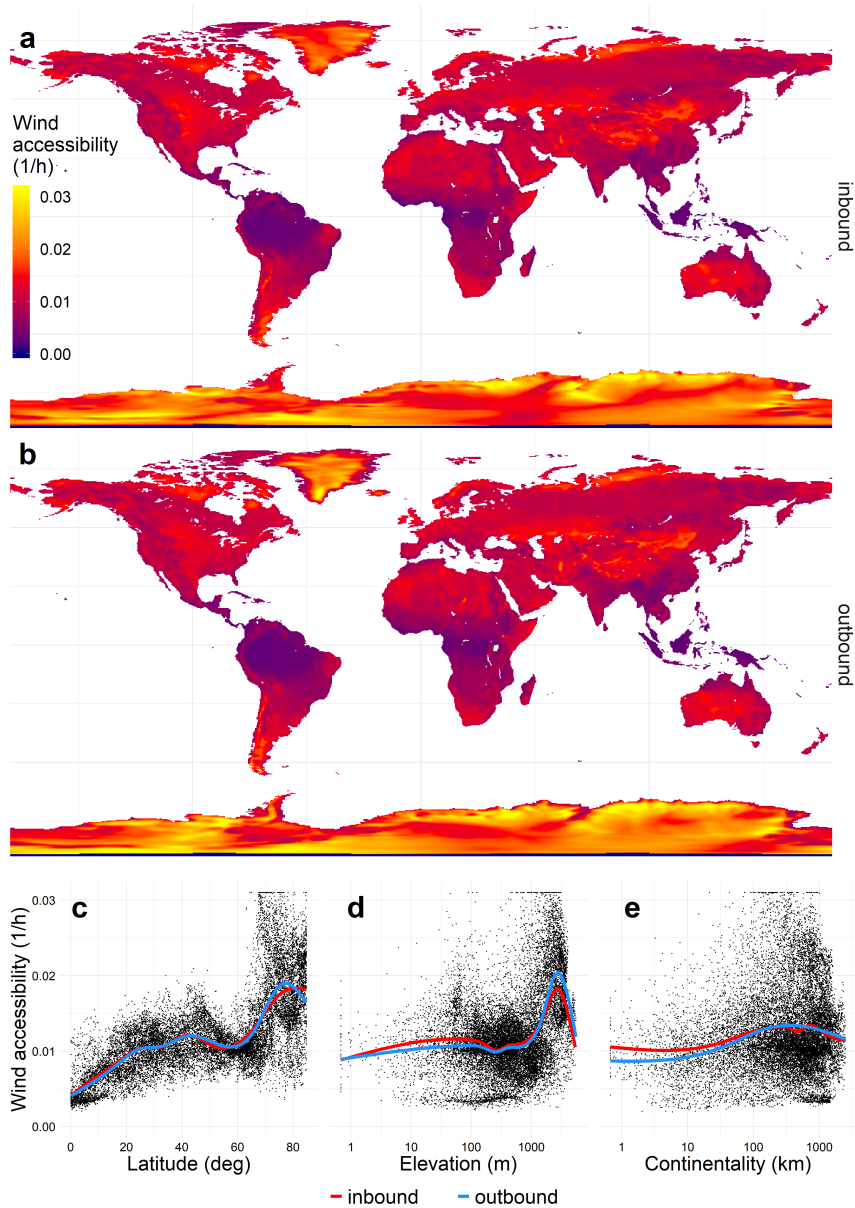 a
Wind
accessibility
(1/h)
0.03
0.02
0.01
0.00
inbound
b
outbound
c
d
e
Wind accessibility (1/h)
0.03
0.02
0.01
0.00
0 20 40 60 80
1 10 100 1000
1 10 100 1000
Latitude (deg)
Elevation (m)
Continentality (km)
inbound outbound